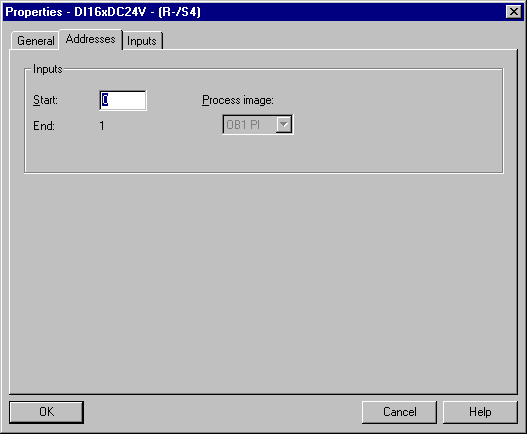 Properties - DI16xDC24V - (R-/S4)
General Addresses Inputs
Inputs
Start: 0 Process image:
End: 1 OB1 PI
OK Cancel Help